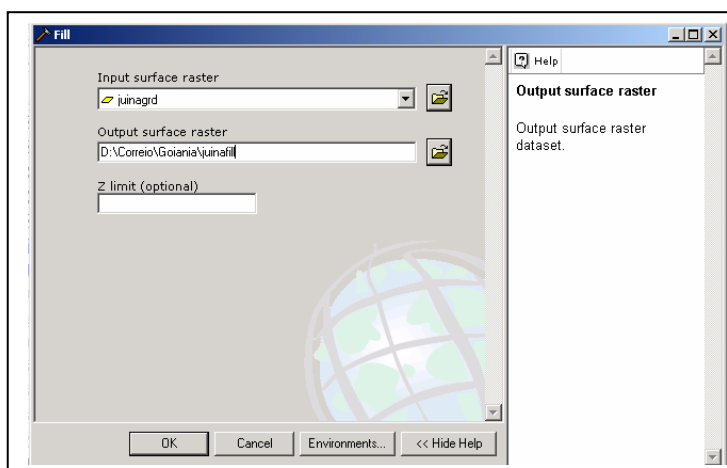 Fill
Input surface raster
juinagrd
Output surface raster
D:\Correio\Goiania\juinafill
Z limit (optional)
OK
Cancel
Environments...
<< Hide Help
Help
Output surface raster
Output surface raster
dataset.